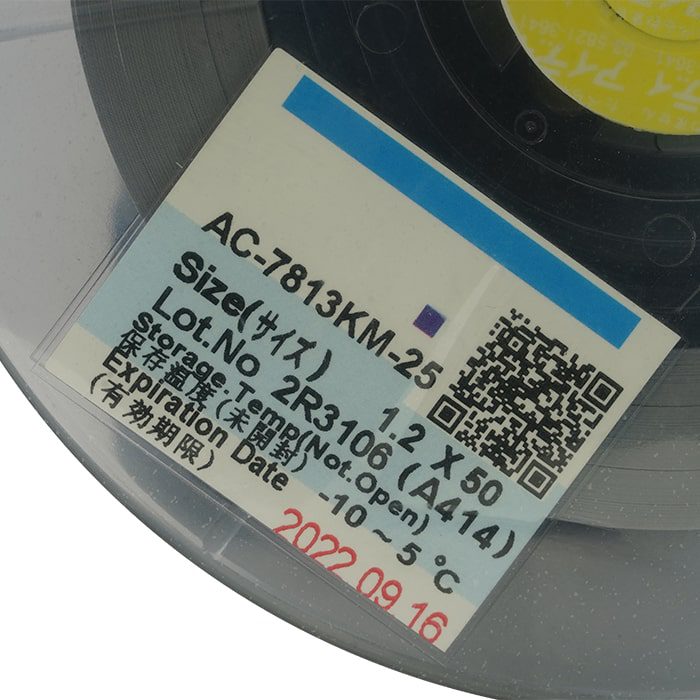 AC-7813KM-25
Size(サイズ) 1.2 X 50
Lot.No 2R3106 (A414)
Storage.Temp(Not.Open)
保存温度(未開封) -10 ~ 5 ℃
Expiration Date
(有効期限) 2022 09 16